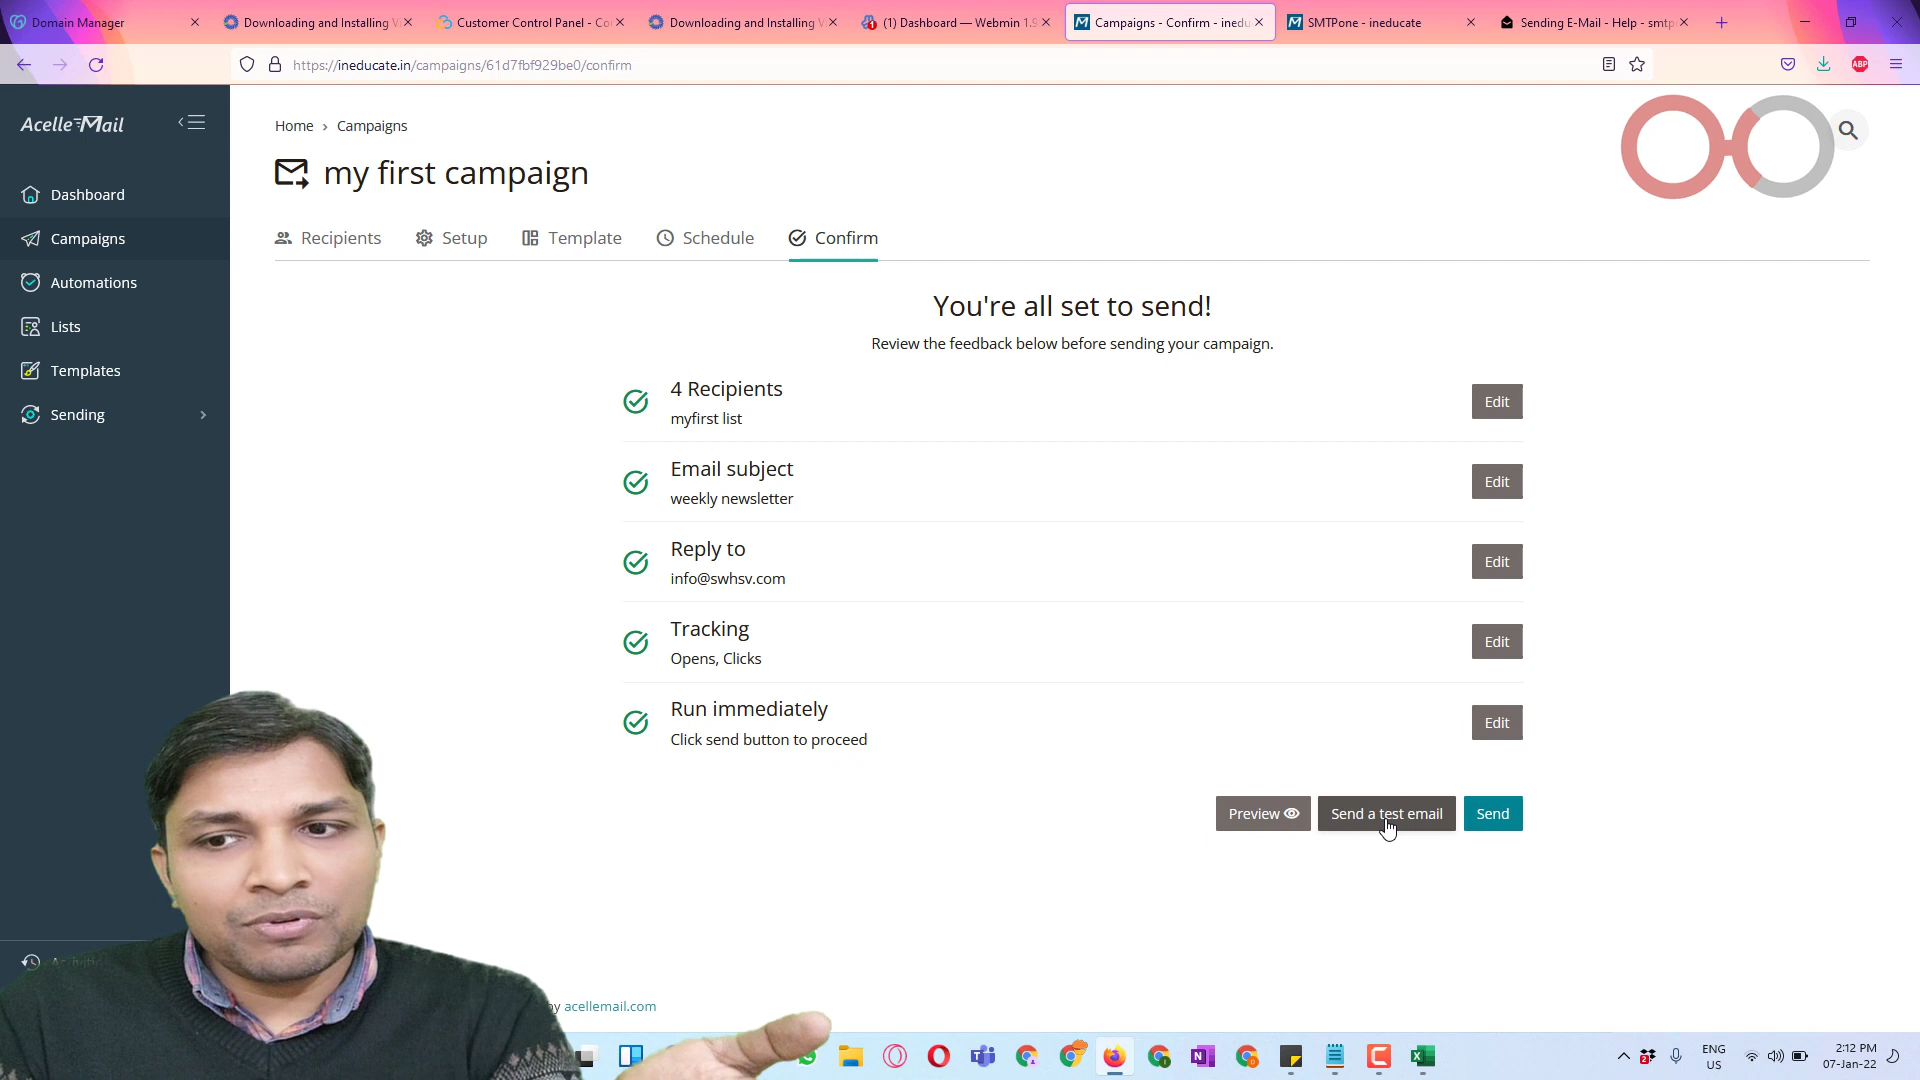 Domain Manager
Downloading and Installing V
Customer Control Panel - Co
Downloading and Installing V
(1) Dashboard — Webmin 1.9
Campaigns - Confirm - inedu
SMTPone - ineducate
Sending E-Mail - Help - smtp
https://ineducate.in/campaigns/61d7fbf929be0/confirm
ABP
AcelleMail
Home › Campaigns
my first campaign
Dashboard
Campaigns
Automations
Lists
Templates
Sending
Recipients
Setup
Template
Schedule
Confirm
You're all set to send!
Review the feedback below before sending your campaign.
4 Recipients
myfirst list
Edit
Email subject
weekly newsletter
Edit
Reply to
info@swhsv.com
Edit
Tracking
Opens, Clicks
Edit
Run immediately
Click send button to proceed
Edit
Preview
Send a test email
Send
by acellemail.com
ENG
US
2:12 PM
07-Jan-22